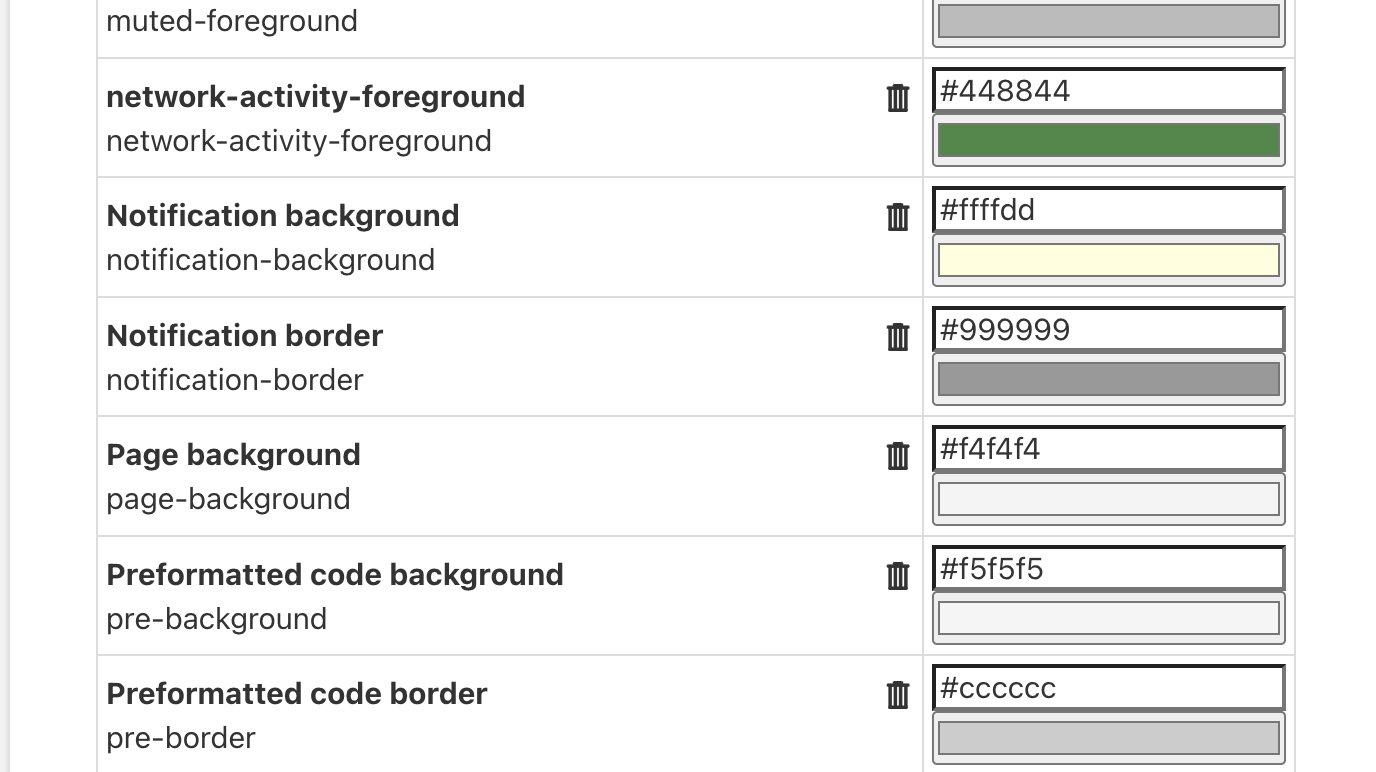 muted-foreground
network-activity-foreground
#448844
network-activity-foreground
Notification background
#ffffdd
notification-background
Notification border
#999999
notification-border
Page background
#f4f4f4
page-background
Preformatted code background
#f5f5f5
pre-background
Preformatted code border
#cccccc
pre-border